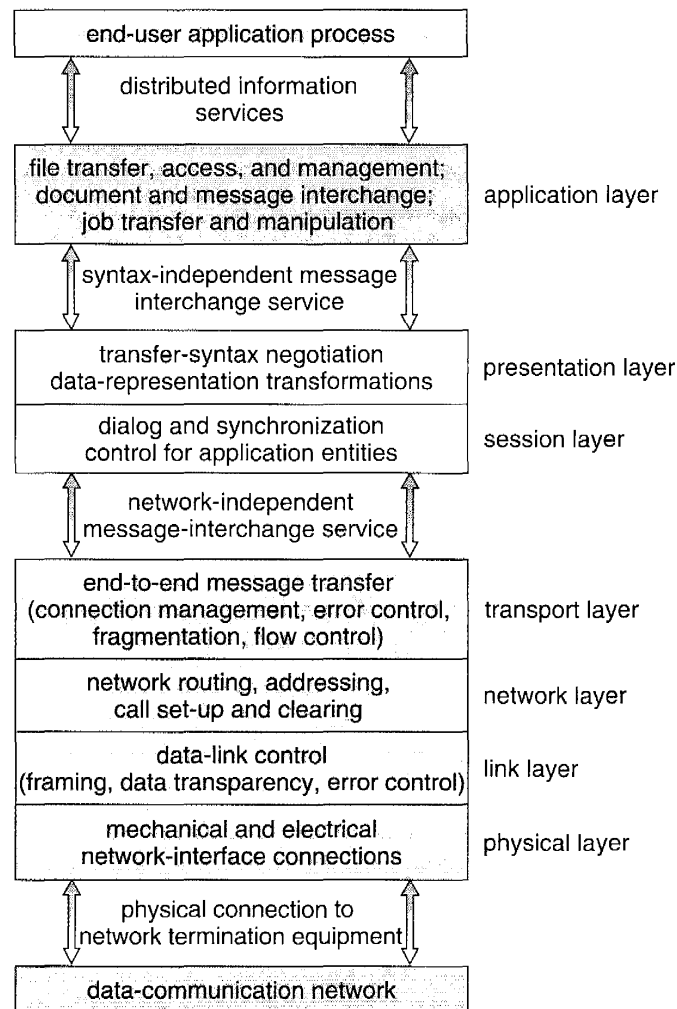 end-user application process
distributed information
services
file transfer, access, and management;
document and message interchange;
job transfer and manipulation
application layer
syntax-independent message
interchange service
transfer-syntax negotiation
data-representation transformations
presentation layer
dialog and synchronization
control for application entities
session layer
network-independent
message-interchange service
end-to-end message transfer
(connection management, error control,
fragmentation, flow control)
transport layer
network routing, addressing,
call set-up and clearing
network layer
data-link control
(framing, data transparency, error control)
link layer
mechanical and electrical
network-interface connections
physical layer
physical connection to
network termination equipment
data-communication network